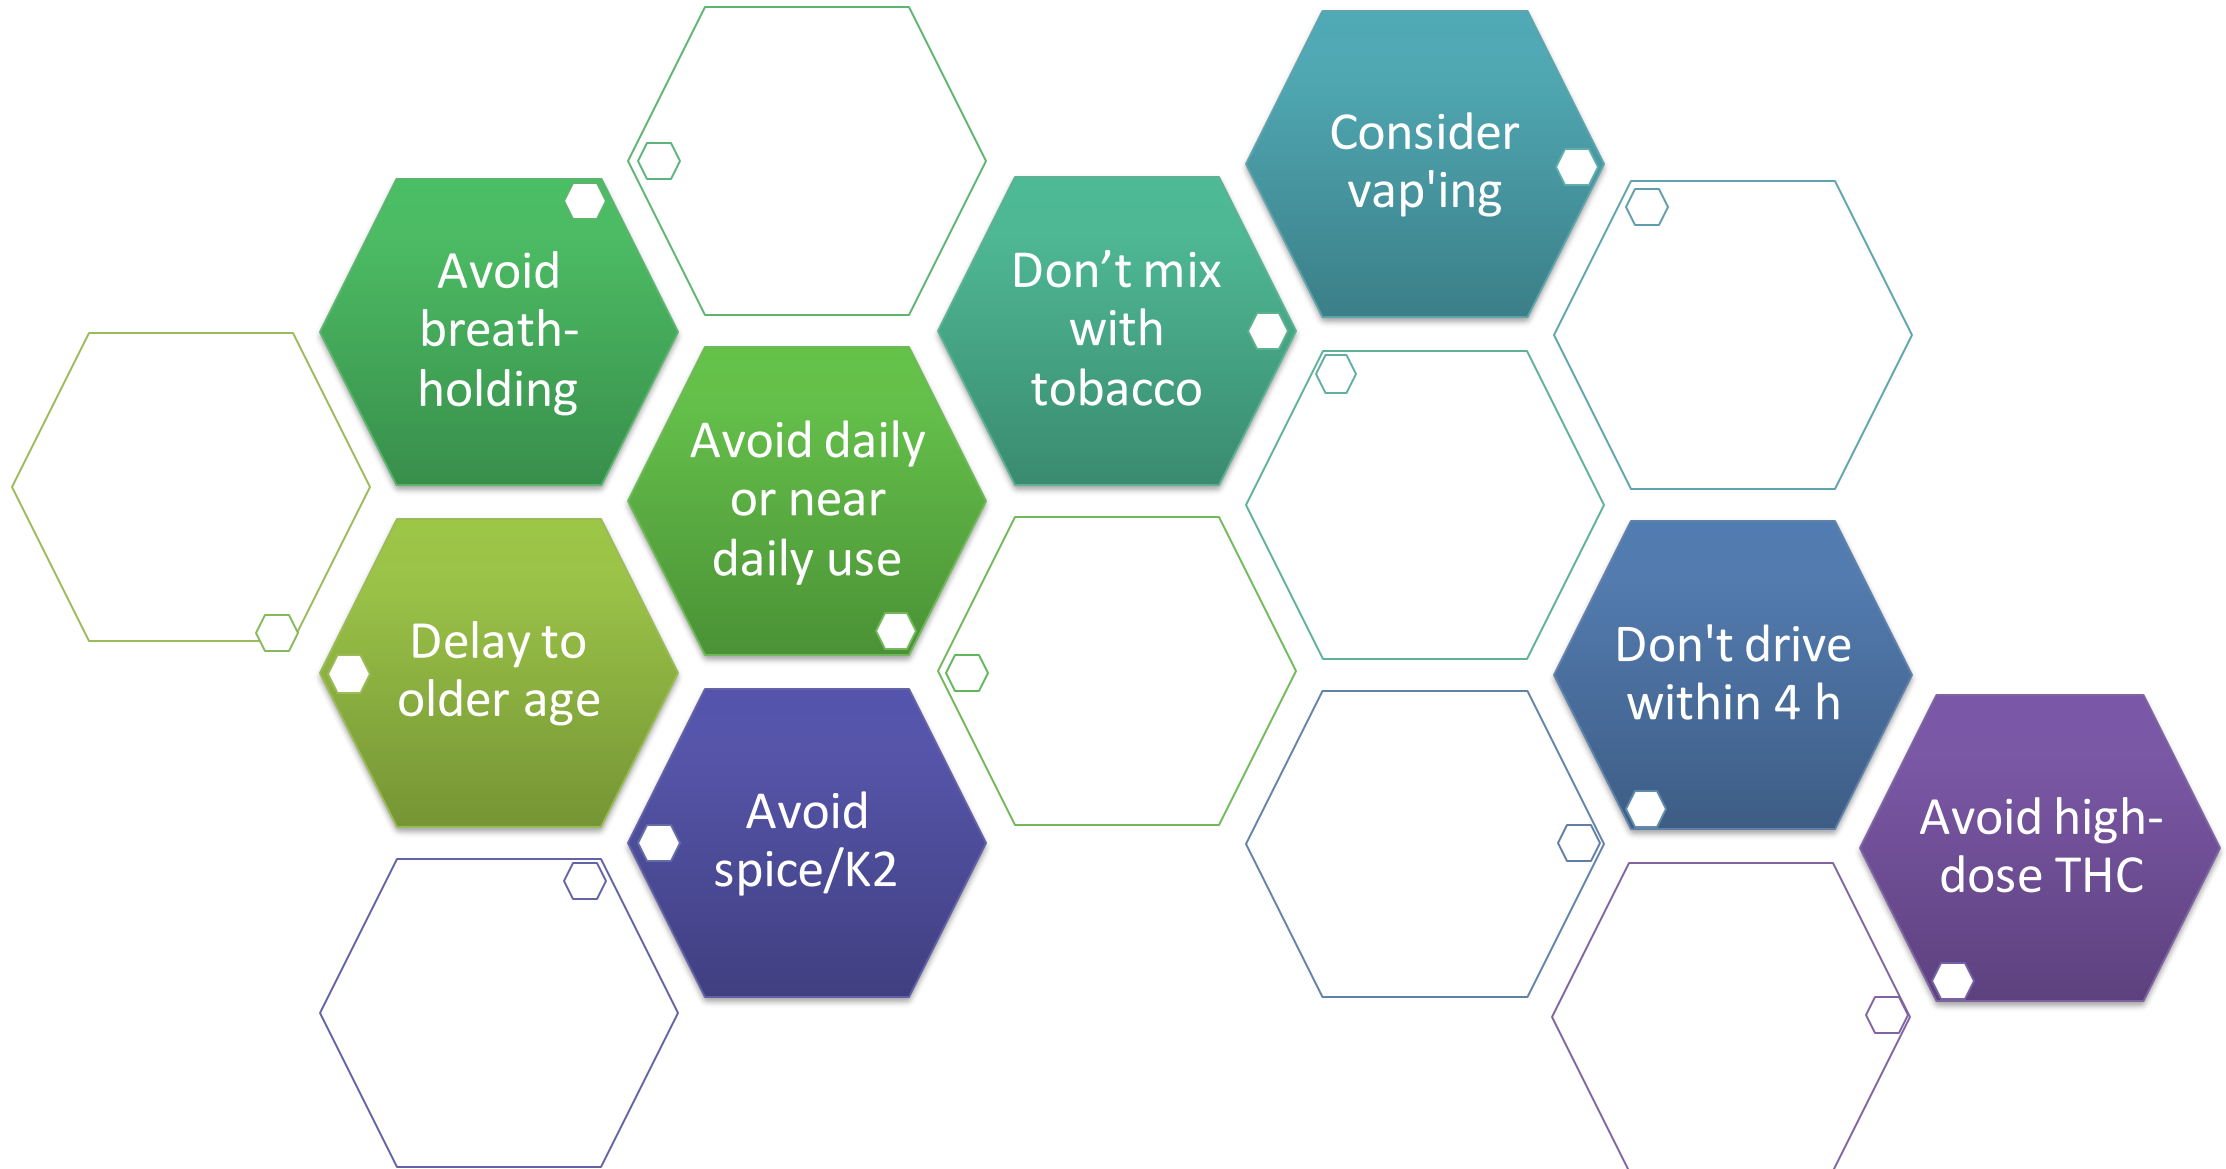 Consider
vap'ing
Avoid
breath-
holding
Don’t mix
with
tobacco
Avoid daily
or near
daily use
Delay to
older age
Don't drive
within 4 h
Avoid
spice/K2
Avoid high-
dose THC